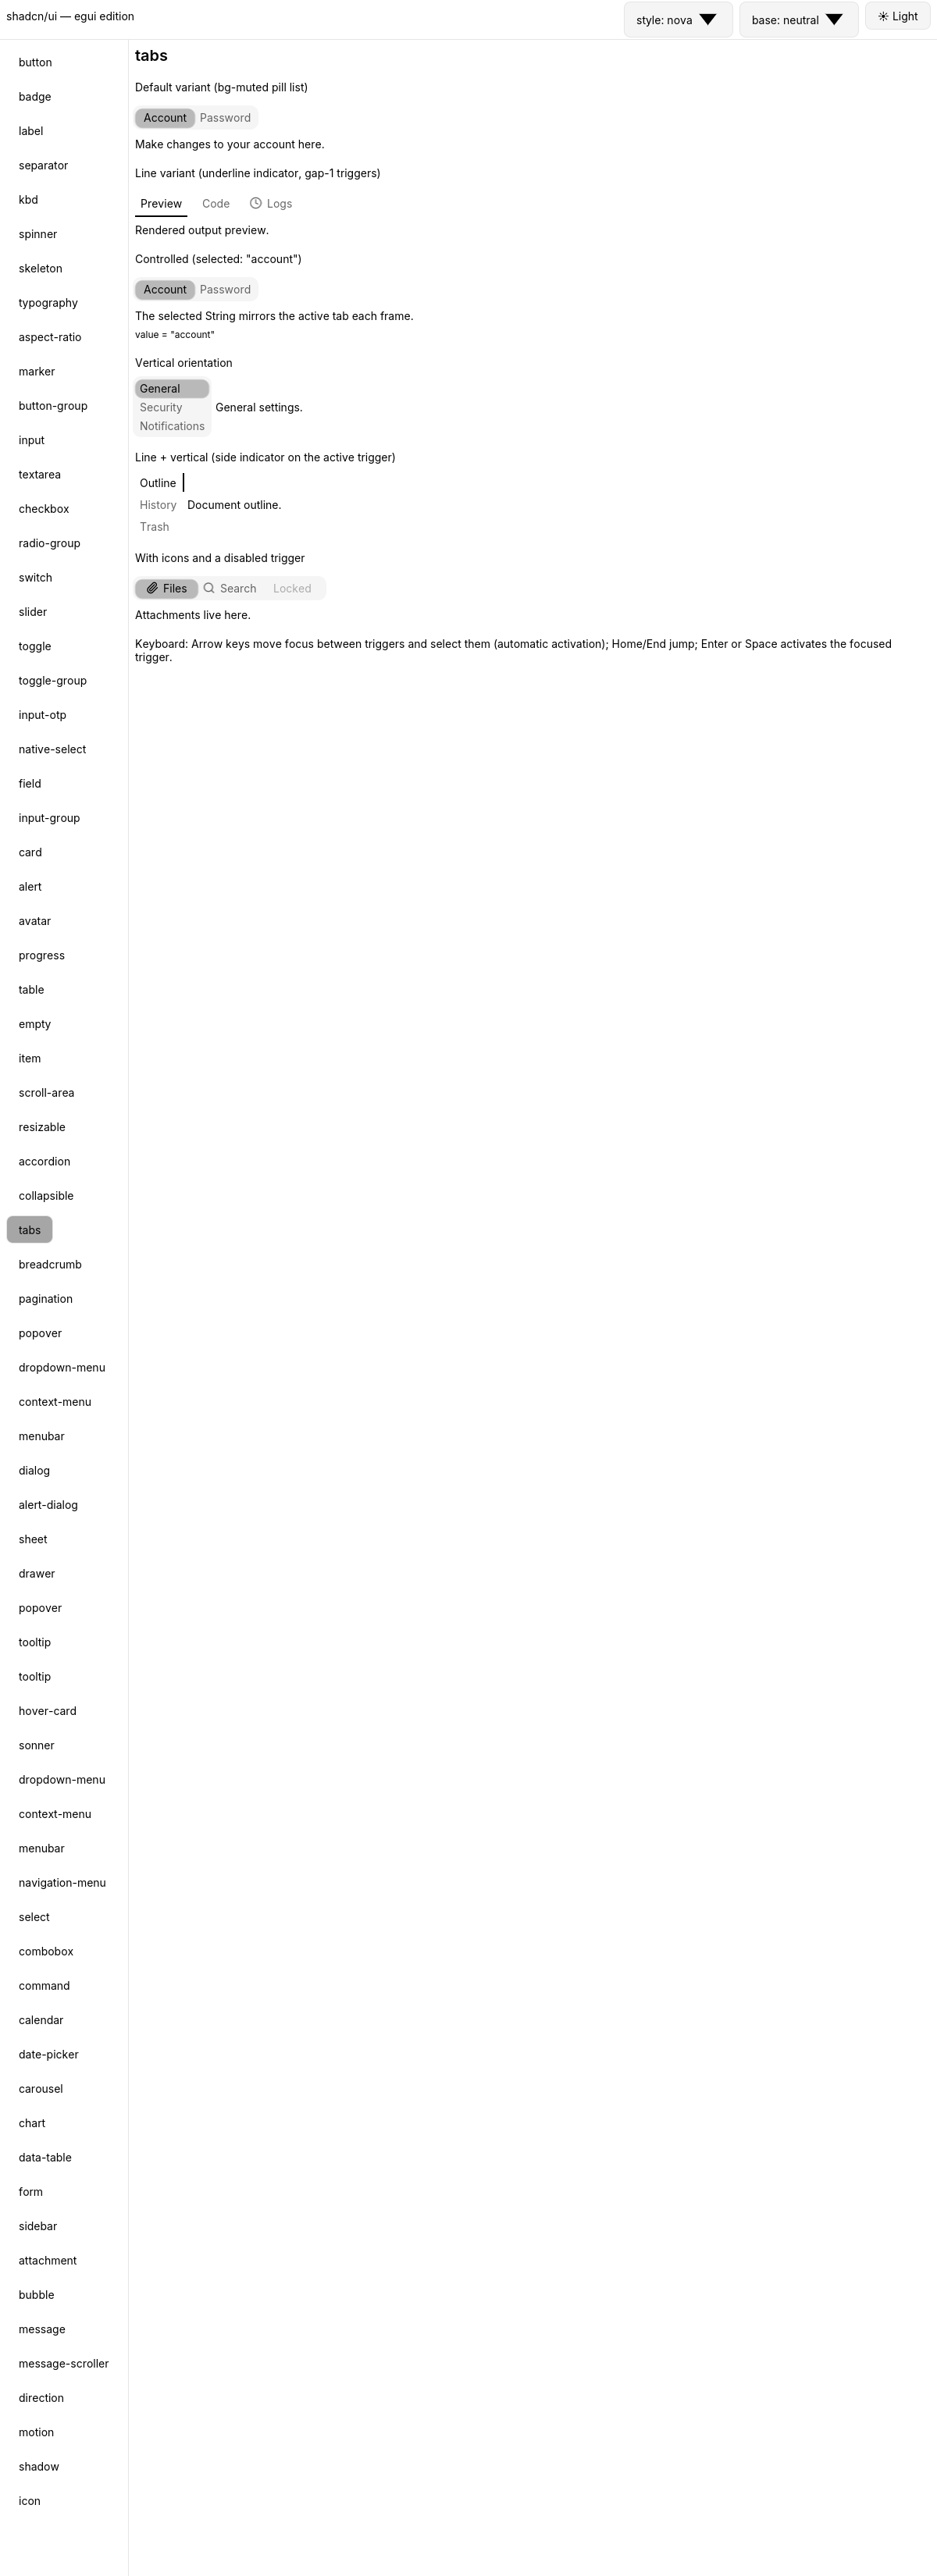 shadcn/ui — egui edition
style: nova
base: neutral
☀ Light
button
badge
label
separator
kbd
spinner
skeleton
typography
aspect-ratio
marker
button-group
input
textarea
checkbox
radio-group
switch
slider
toggle
toggle-group
input-otp
native-select
field
input-group
card
alert
avatar
progress
table
empty
item
scroll-area
resizable
accordion
collapsible
tabs
breadcrumb
pagination
popover
dropdown-menu
context-menu
menubar
dialog
alert-dialog
sheet
drawer
popover
tooltip
tooltip
hover-card
sonner
dropdown-menu
context-menu
menubar
navigation-menu
select
combobox
command
calendar
date-picker
carousel
chart
data-table
form
sidebar
attachment
bubble
message
message-scroller
direction
motion
shadow
icon
tabs
Default variant (bg-muted pill list)
Account Password
Make changes to your account here.
Line variant (underline indicator, gap-1 triggers)
Preview Code Logs
Rendered output preview.
Controlled (selected: "account")
Account Password
The selected String mirrors the active tab each frame.
value = "account"
Vertical orientation
General
Security
Notifications
General settings.
Line + vertical (side indicator on the active trigger)
Outline
History
Trash
Document outline.
With icons and a disabled trigger
Files Search Locked
Attachments live here.
Keyboard: Arrow keys move focus between triggers and select them (automatic activation); Home/End jump; Enter or Space activates the focused
trigger.